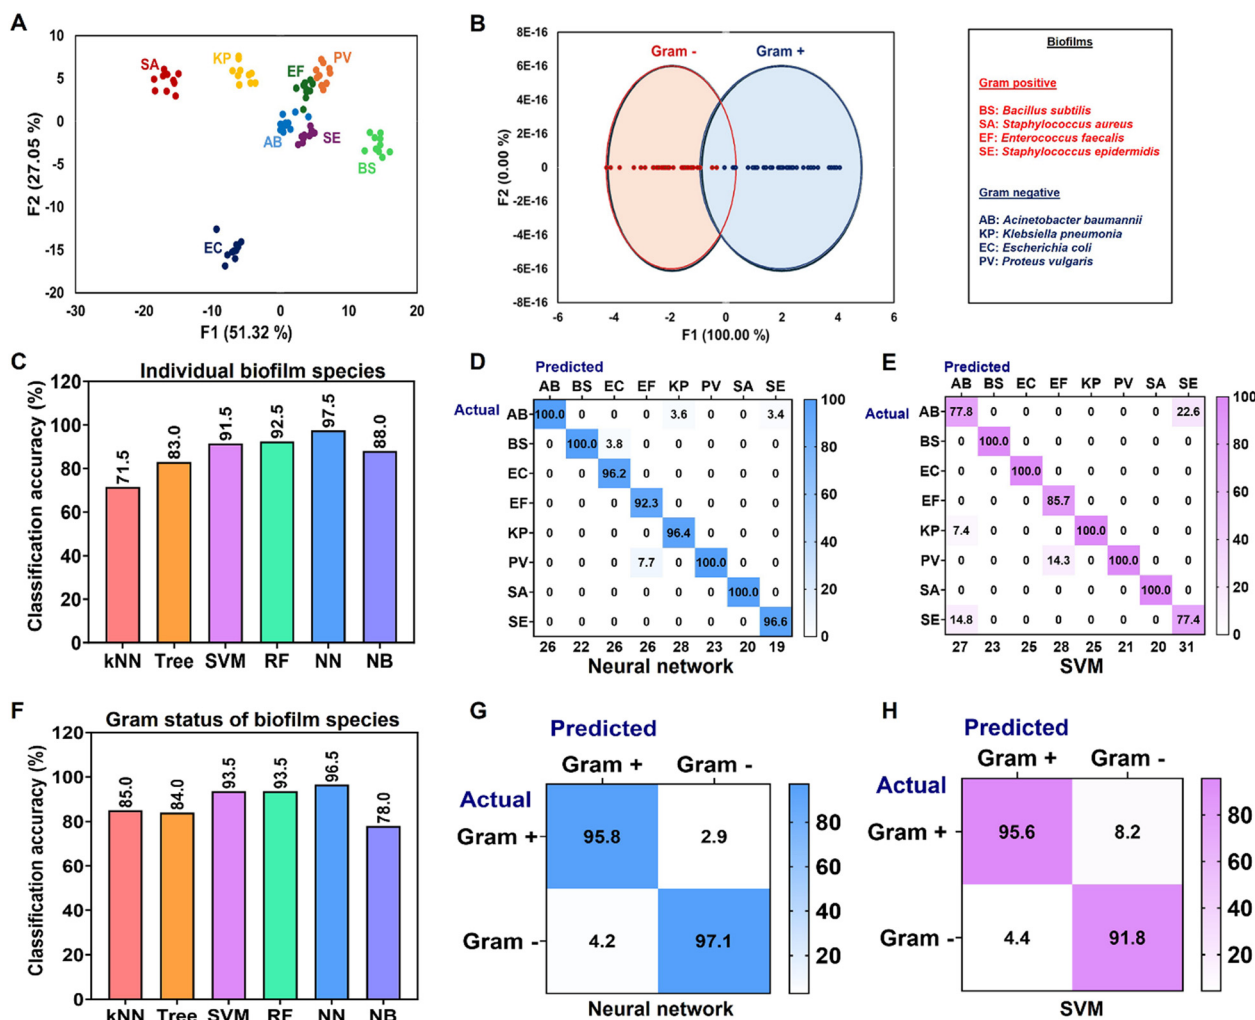 A
10
5
0
-5
-10
-15
-20
F2 (27.05 %)
SA
KP
EF
PV
AB
SE
BS
EC
-20 -10 0 10 20
F1 (51.32 %)
B
8E-16
6E-16
4E-16
2E-16
0
-2E-16
-4E-16
-6E-16
-8E-16
F2 (0.00 %)
Gram - Gram +
-6 -4 -2 0 2 4 6
F1 (100.00 %)
Biofilms
Gram positive
BS: Bacillus subtilis
SA: Staphylococcus aureus
EF: Enterococcus faecalis
SE: Staphylococcus epidermidis
Gram negative
AB: Acinetobacter baumannii
KP: Klebsiella pneumonia
EC: Escherichia coli
PV: Proteus vulgaris
C
Individual biofilm species
Classification accuracy (%)
120
100
80
60
40
20
0
71.5 83.0 91.5 92.5 97.5 88.0
kNN Tree SVM RF NN NB
D
Predicted
AB BS EC EF KP PV SA SE
Actual
AB 100.0 0 0 0 3.6 0 0 3.4
BS 0 100.0 3.8 0 0 0 0 0
EC 0 0 96.2 0 0 0 0 0
EF 0 0 0 92.3 0 0 0 0
KP 0 0 0 0 96.4 0 0 0
PV 0 0 0 7.7 0 100.0 0 0
SA 0 0 0 0 0 0 100.0 0
SE 0 0 0 0 0 0 0 96.6
26 22 26 26 28 23 20 19
Neural network
100
80
60
40
20
0
E
Predicted
AB BS EC EF KP PV SA SE
Actual
AB 77.8 0 0 0 0 0 0 22.6
BS 0 100.0 0 0 0 0 0 0
EC 0 0 100.0 0 0 0 0 0
EF 0 0 0 85.7 0 0 0 0
KP 7.4 0 0 0 100.0 0 0 0
PV 0 0 0 14.3 0 100.0 0 0
SA 0 0 0 0 0 0 100.0 0
SE 14.8 0 0 0 0 0 0 77.4
27 23 25 28 25 21 20 31
SVM
100
80
60
40
20
0
F
Gram status of biofilm species
Classification accuracy (%)
120
100
80
60
40
20
0
85.0 84.0 93.5 93.5 96.5 78.0
kNN Tree SVM RF NN NB
G
Predicted
Gram + Gram -
Actual
Gram + 95.8 2.9
Gram - 4.2 97.1
Neural network
80
60
40
20
H
Predicted
Gram + Gram -
Actual
Gram + 95.6 8.2
Gram - 4.4 91.8
SVM
80
60
40
20